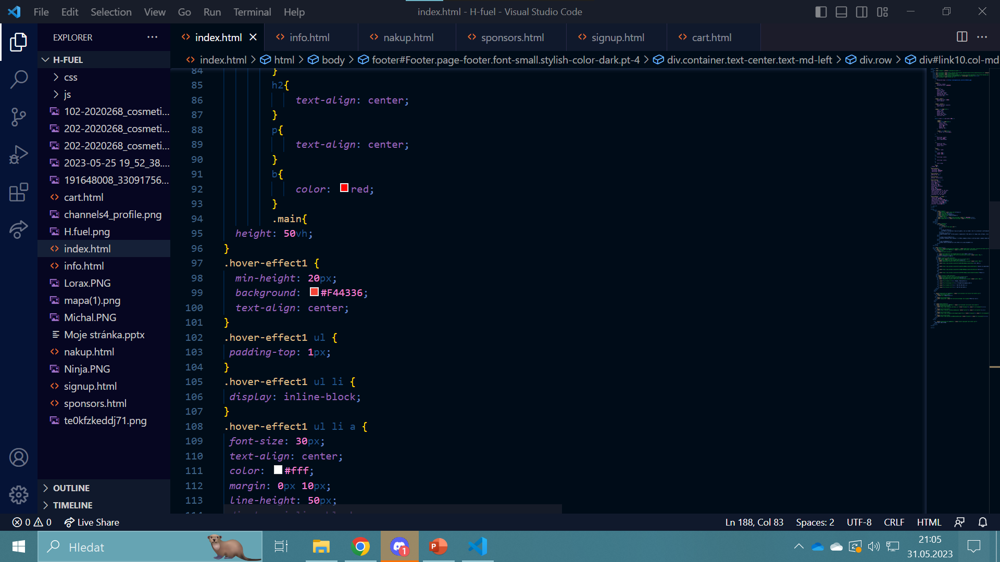 File Edit Selection View Go Run Terminal Help
index.html - H-fuel - Visual Studio Code
EXPLORER
index.html info.html nakup.html sponsors.html signup.html cart.html
H-FUEL
index.html > html > body > footer#Footer.page-footer.font-small.stylish-color-dark.pt-4 > div.container.text-center.text-md-left > div.row > div#link10.col-md
css
js
102-2020268_cosmeti...
202-2020268_cosmeti...
202-2020268_cosmeti...
2023-05-25 19_52_38....
191648008_33091756...
cart.html
channels4_profile.png
H.fuel.png
index.html
info.html
Lorax.PNG
mapa(1).png
Michal.PNG
Moje stránka.pptx
nakup.html
Ninja.PNG
signup.html
sponsors.html
te0kfzkeddj71.png
OUTLINE
TIMELINE
84 }
85 h2{
86 text-align: center;
87 }
88 p{
89 text-align: center;
90 }
91 b{
92 color: red;
93 }
94 .main{
95 height: 50vh;
96 }
97 .hover-effect1 {
98 min-height: 20px;
99 background: #F44336;
100 text-align: center;
101 }
102 .hover-effect1 ul {
103 padding-top: 1px;
104 }
105 .hover-effect1 ul li {
106 display: inline-block;
107 }
108 .hover-effect1 ul li a {
109 font-size: 30px;
110 text-align: center;
111 color: #fff;
112 margin: 0px 10px;
113 line-height: 50px;
0 0 Live Share
Ln 188, Col 83 Spaces: 2 UTF-8 CRLF HTML
Hledat
1
P
21:05
31.05.2023